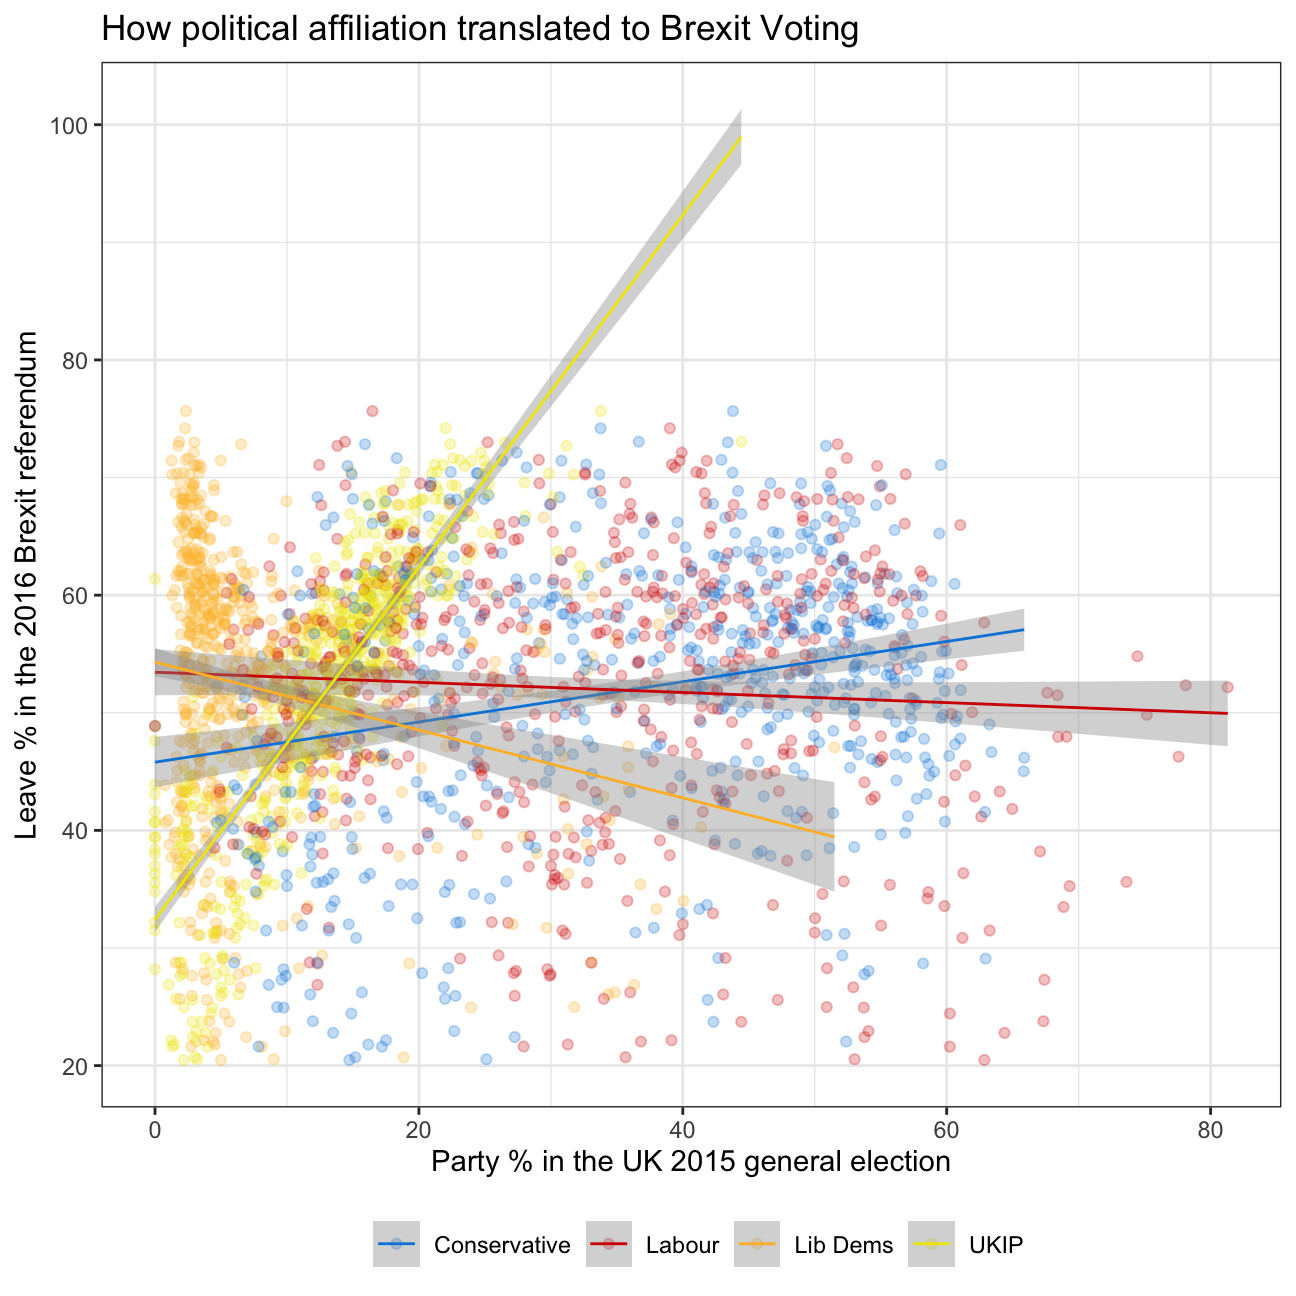 How political affiliation translated to Brexit Voting
Leave % in the 2016 Brexit referendum
100
80
60
40
20
0
20
40
60
80
Party % in the UK 2015 general election
Conservative
Labour
Lib Dems
UKIP